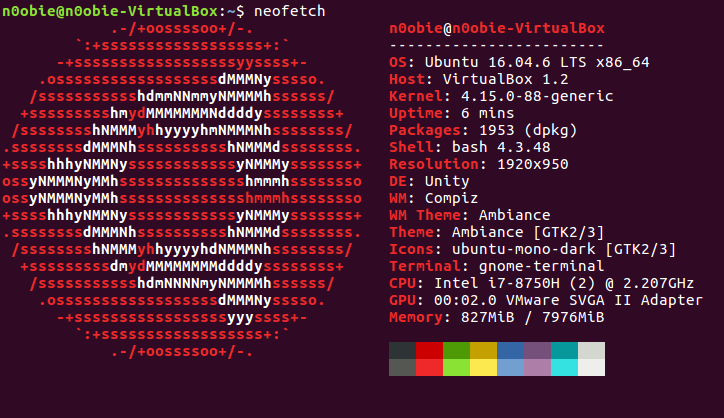 n0obie@n0obie-VirtualBox:~$ neofetch
            .-/+oossssoo+/-.               n0obie@n0obie-VirtualBox
        `:+ssssssssssssssssss+:`           ------------------------
      -+ssssssssssssssssssyyssss+-         OS: Ubuntu 16.04.6 LTS x86_64
    .ossssssssssssssssssdMMMNysssso.       Host: VirtualBox 1.2
   /ssssssssssshdmmNNmmyNMMMMhssssss/      Kernel: 4.15.0-88-generic
  +ssssssssshmydMMMMMMMNddddyssssssss+     Uptime: 6 mins
 /sssssssshNMMMyhhyyyyhmNMMMNhssssssss/    Packages: 1953 (dpkg)
.ssssssssdMMMNhsssssssssshNMMMdssssssss.   Shell: bash 4.3.48
+sssshhhyNMMNyssssssssssssyNMMMysssssss+   Resolution: 1920x950
ossyNMMMNyMMhsssssssssssssshmmmhssssssso   DE: Unity
ossyNMMMNyMMhsssssssssssssshmmmhssssssso   WM: Compiz
+sssshhhyNMMNyssssssssssssyNMMMysssssss+   WM Theme: Ambiance
.ssssssssdMMMNhsssssssssshNMMMdssssssss.   Theme: Ambiance [GTK2/3]
 /sssssssshNMMMyhhyyyyhdNMMMNhssssssss/    Icons: ubuntu-mono-dark [GTK2/3]
  +sssssssssdmydMMMMMMMMddddyssssssss+     Terminal: gnome-terminal
   /ssssssssssshdmNNNNmyNMMMMhssssss/      CPU: Intel i7-8750H (2) @ 2.207GHz
    .ossssssssssssssssssdMMMNysssso.       GPU: 00:02.0 VMware SVGA II Adapter
      -+sssssssssssssssssyyyssss+-         Memory: 827MiB / 7976MiB
        `:+ssssssssssssssssss+:`
            .-/+oossssoo+/-.